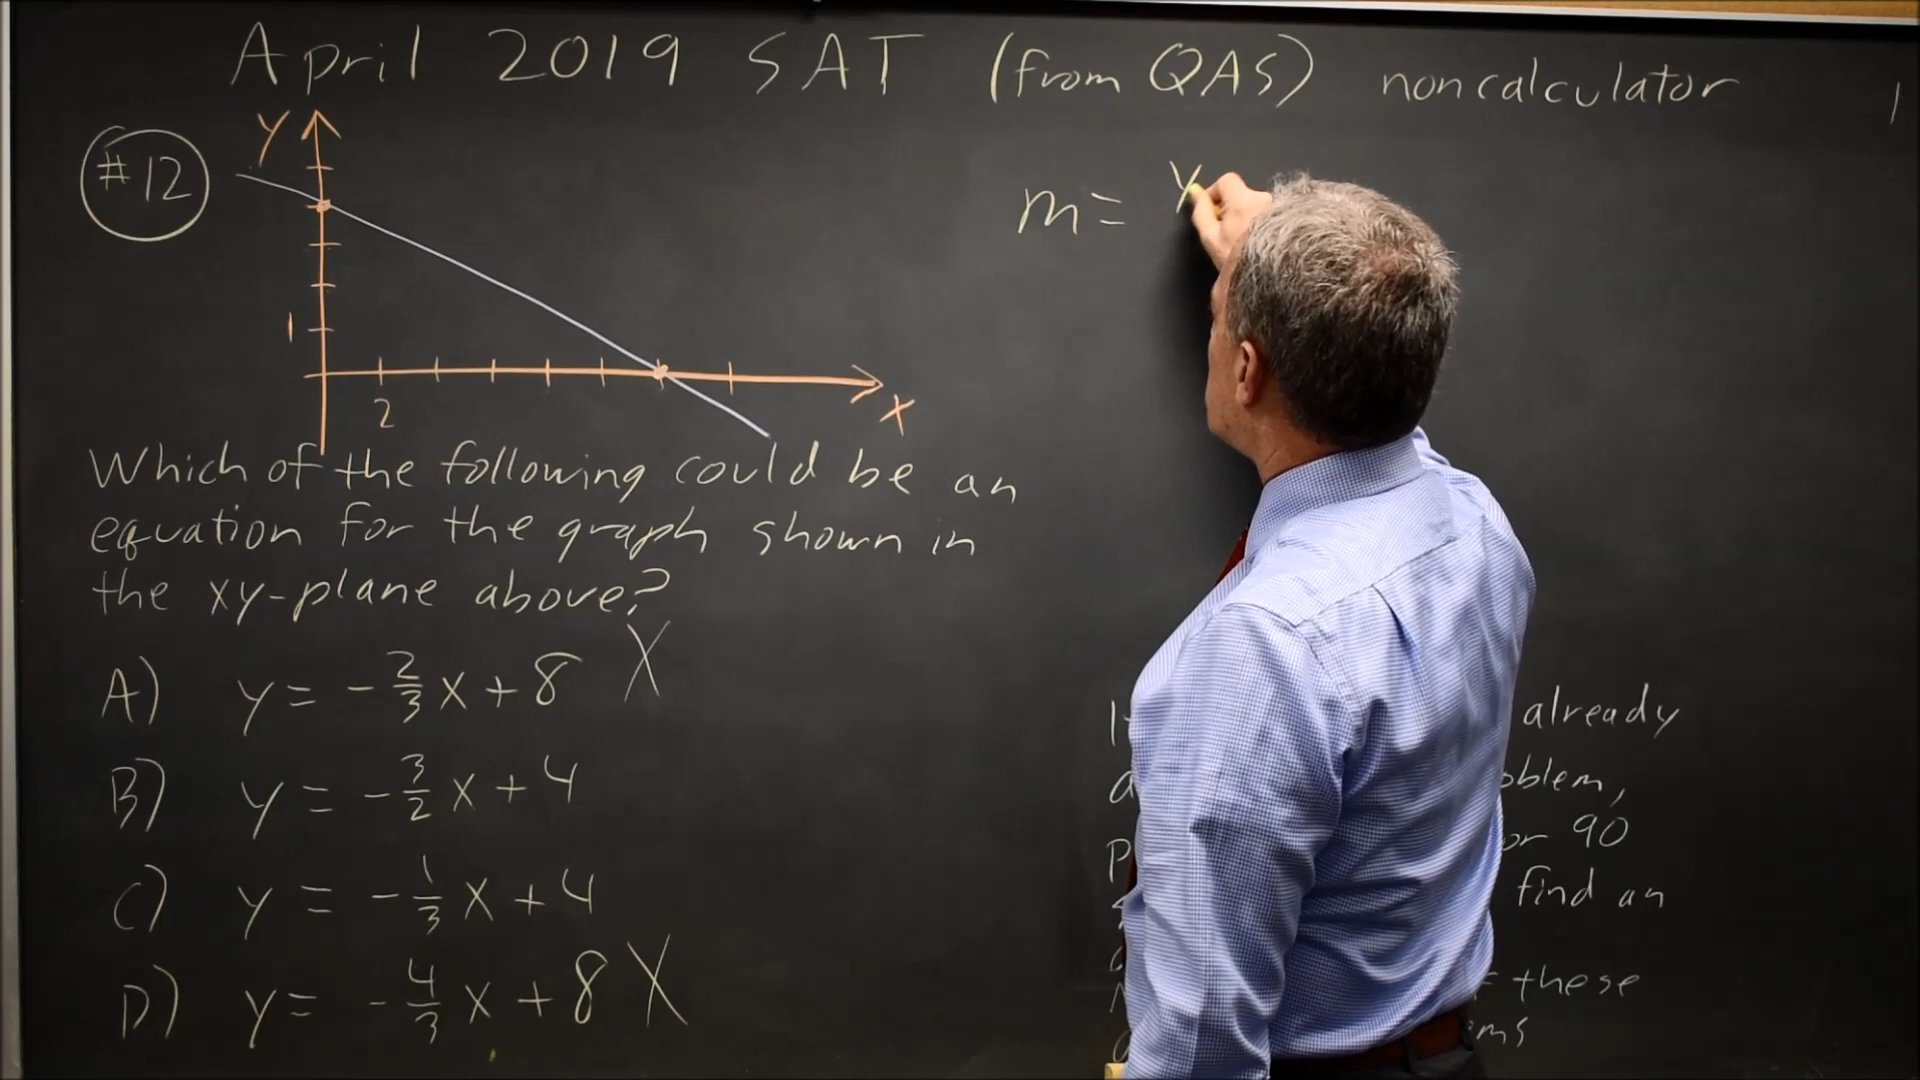 April 2019 SAT (from QAS) noncalculator 1
#12
y
1
2
x
Which of the following could be an
equation for the graph shown in
the xy-plane above?
A) y = - 2/3 x + 8 X
B) y = - 3/2 x + 4
C) y = - 1/3 x + 4
D) y = - 4/3 x + 8 X
m = y
already
90
find an
these